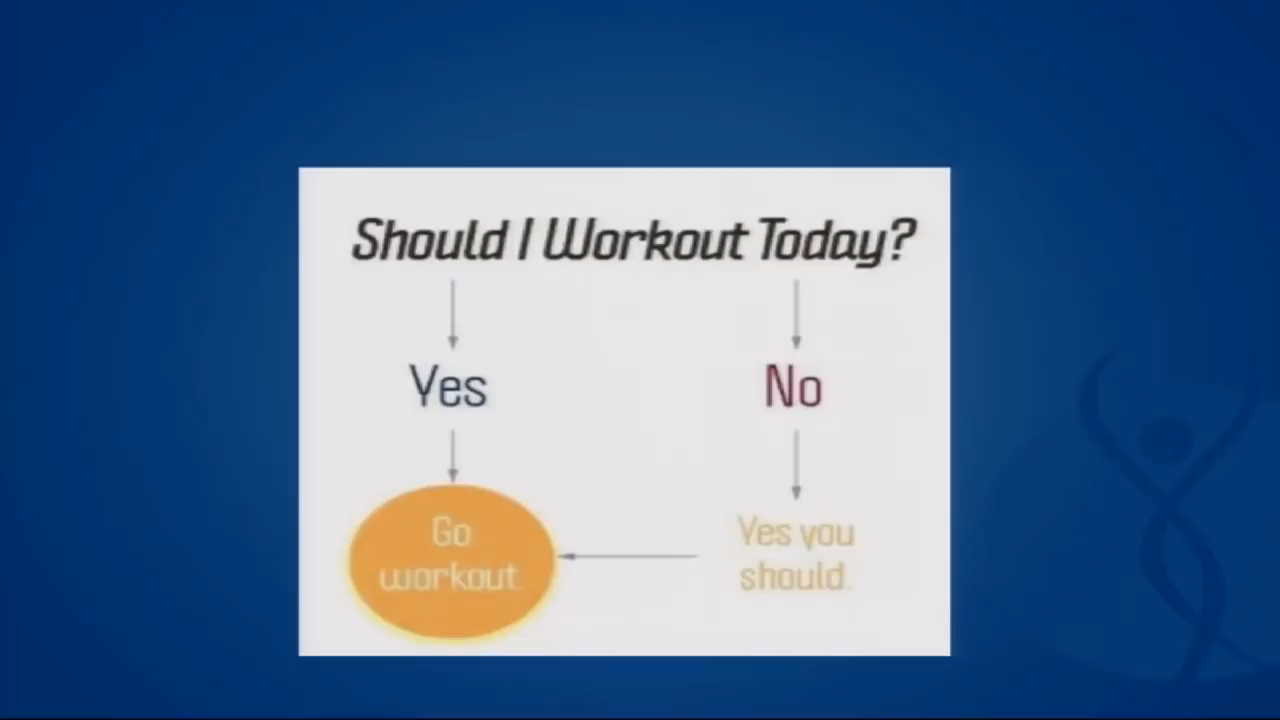 Should I Workout Today?
Yes
No
Go
workout.
Yes you
should.